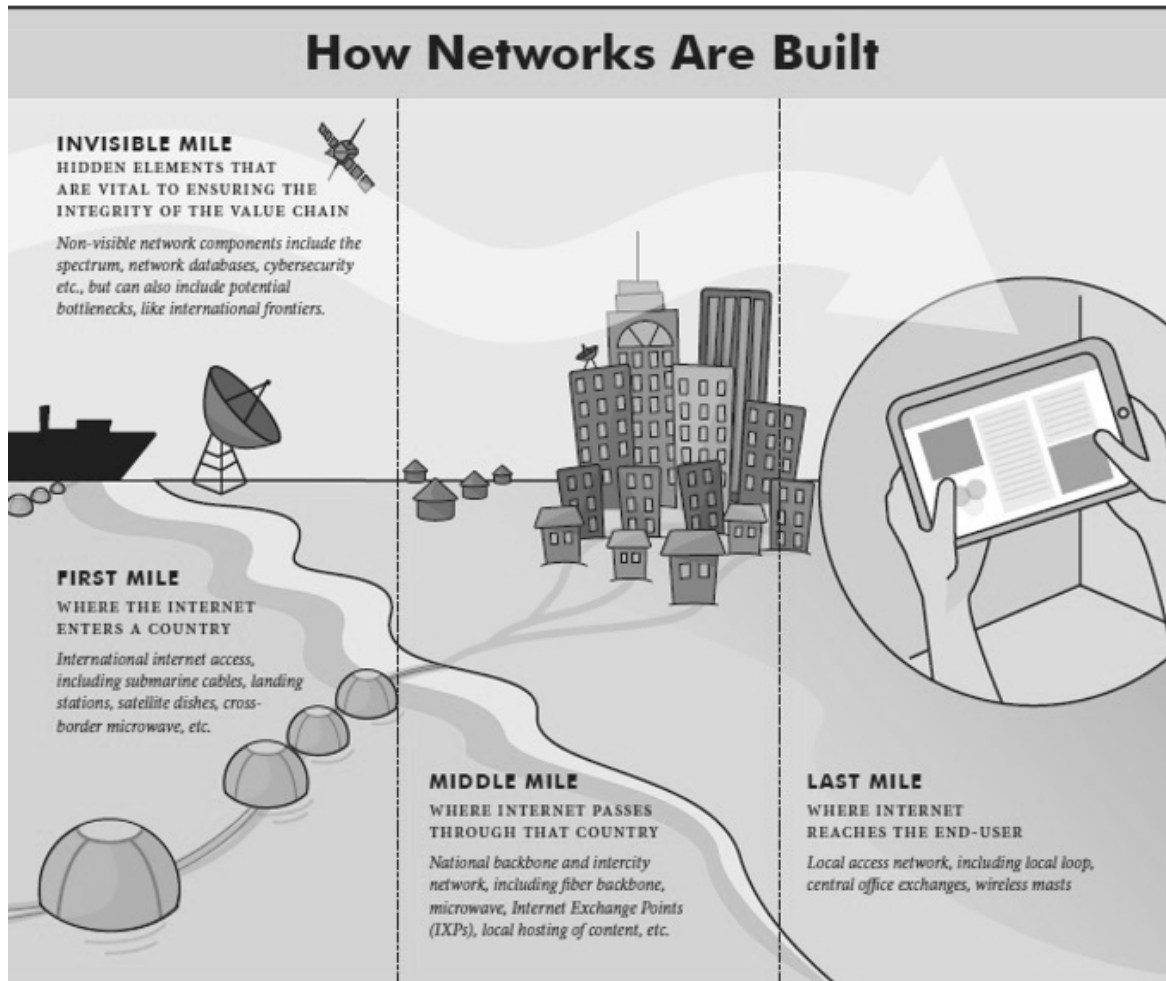 How Networks Are Built
INVISIBLE MILE
HIDDEN ELEMENTS THAT
ARE VITAL TO ENSURING THE
INTEGRITY OF THE VALUE CHAIN
Non-visible network components include the
spectrum, network databases, cybersecurity
etc., but can also include potential
bottlenecks, like international frontiers.
FIRST MILE
WHERE THE INTERNET
ENTERS A COUNTRY
International internet access,
including submarine cables, landing
stations, satellite dishes, cross-
border microwave, etc.
MIDDLE MILE
WHERE INTERNET PASSES
THROUGH THAT COUNTRY
National backbone and intercity
network, including fiber backbone,
microwave, Internet Exchange Points
(IXPs), local hosting of content, etc.
LAST MILE
WHERE INTERNET
REACHES THE END-USER
Local access network, including local loop,
central office exchanges, wireless masts